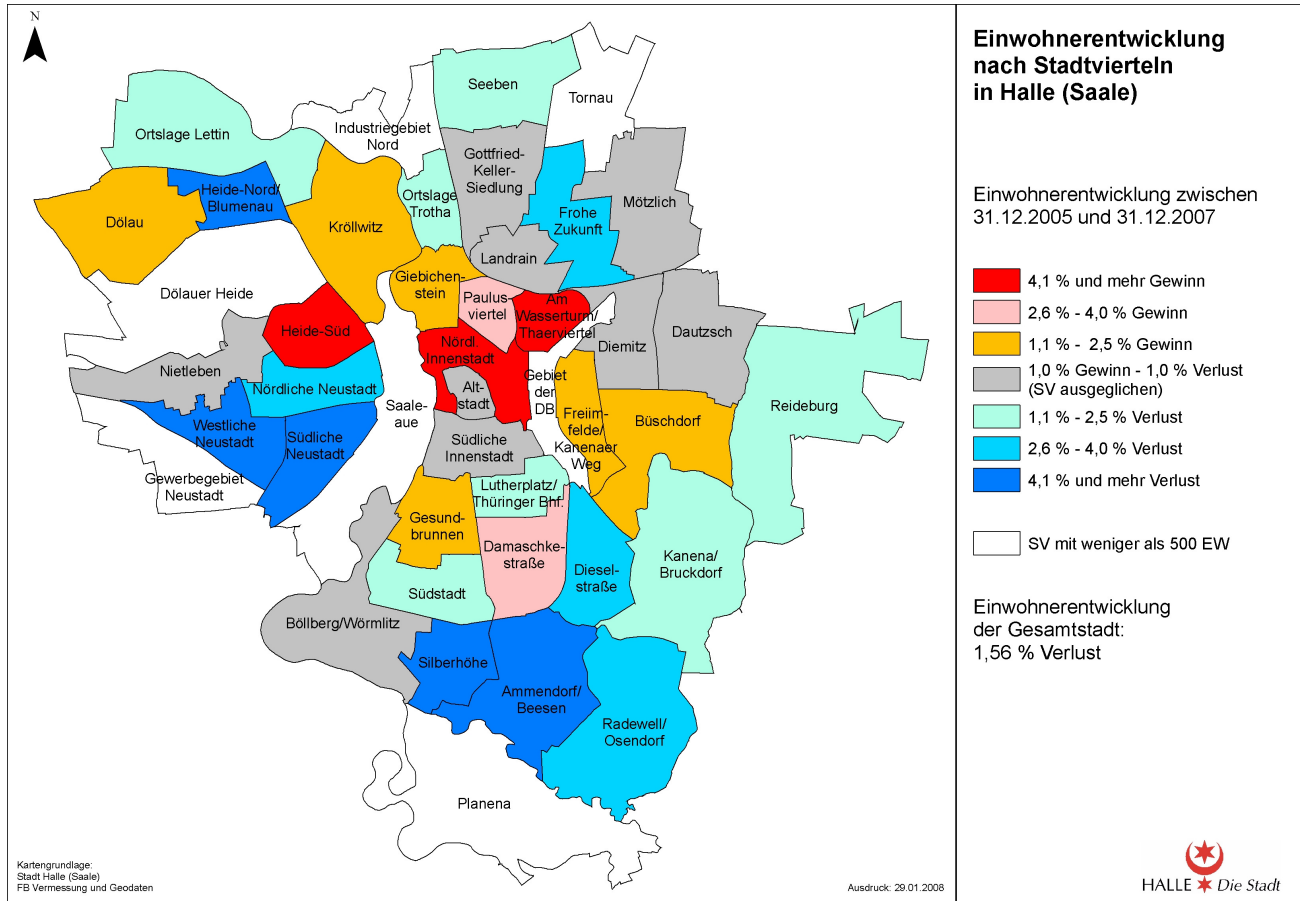 N
Seeben
Tornau
Industriegebiet
Nord
Ortslage Lettin
Gottfried-
Keller-
Siedlung
Heide-Nord/
Blumenau
Ortslage
Trotha
Mötzlich
Dölau
Kröllwitz
Frohe
Zukunft
Landrain
Giebichen-
stein
Dölauer Heide
Paulus-
viertel
Am
Wasserturm/
Thaerviertel
Heide-Süd
Nördl.
Innenstadt
Diemitz
Dautzsch
Nietleben
Nördliche Neustadt
Alt-
stadt
Gebiet
der
DB
Saale-
aue
Reideburg
Westliche
Neustadt
Südliche
Neustadt
Südliche
Innenstadt
Freiim-
felde/
Kanenaer
Weg
Büschdorf
Gewerbegebiet
Neustadt
Lutherplatz/
Thüringer Bhf.
Gesund-
brunnen
Damaschke-
straße
Diesel-
straße
Kanena/
Bruckdorf
Südstadt
Böllberg/Wörmlitz
Silberhöhe
Ammendorf/
Beesen
Radewell/
Osendorf
Planena
Kartengrundlage:
Stadt Halle (Saale)
FB Vermessung und Geodaten
Ausdruck: 29.01.2008
Einwohnerentwicklung
nach Stadtvierteln
in Halle (Saale)
Einwohnerentwicklung zwischen
31.12.2005 und 31.12.2007
4,1 % und mehr Gewinn
2,6 % - 4,0 % Gewinn
1,1 % - 2,5 % Gewinn
1,0 % Gewinn - 1,0 % Verlust
(SV ausgeglichen)
1,1 % - 2,5 % Verlust
2,6 % - 4,0 % Verlust
4,1 % und mehr Verlust
SV mit weniger als 500 EW
Einwohnerentwicklung
der Gesamtstadt:
1,56 % Verlust
HALLE Die Stadt